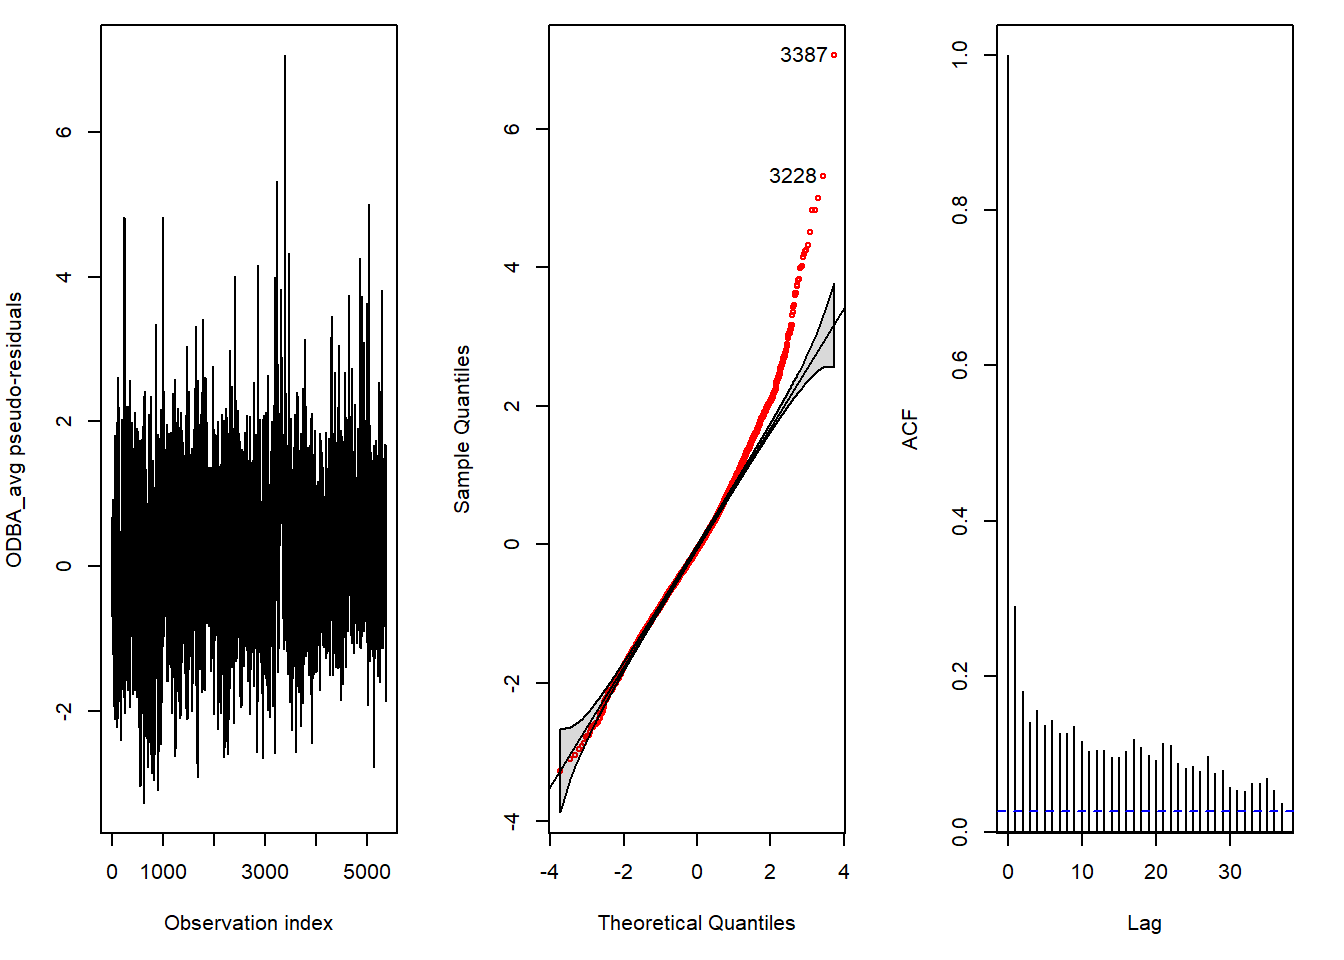 ODBA_avg pseudo-residuals
6
4
2
0
-2
0 1000 3000 5000
Observation index
Sample Quantiles
6
4
2
0
-2
-4
3387
3228
-4 -2 0 2 4
Theoretical Quantiles
ACF
1.0
0.8
0.6
0.4
0.2
0.0
0 10 20 30
Lag